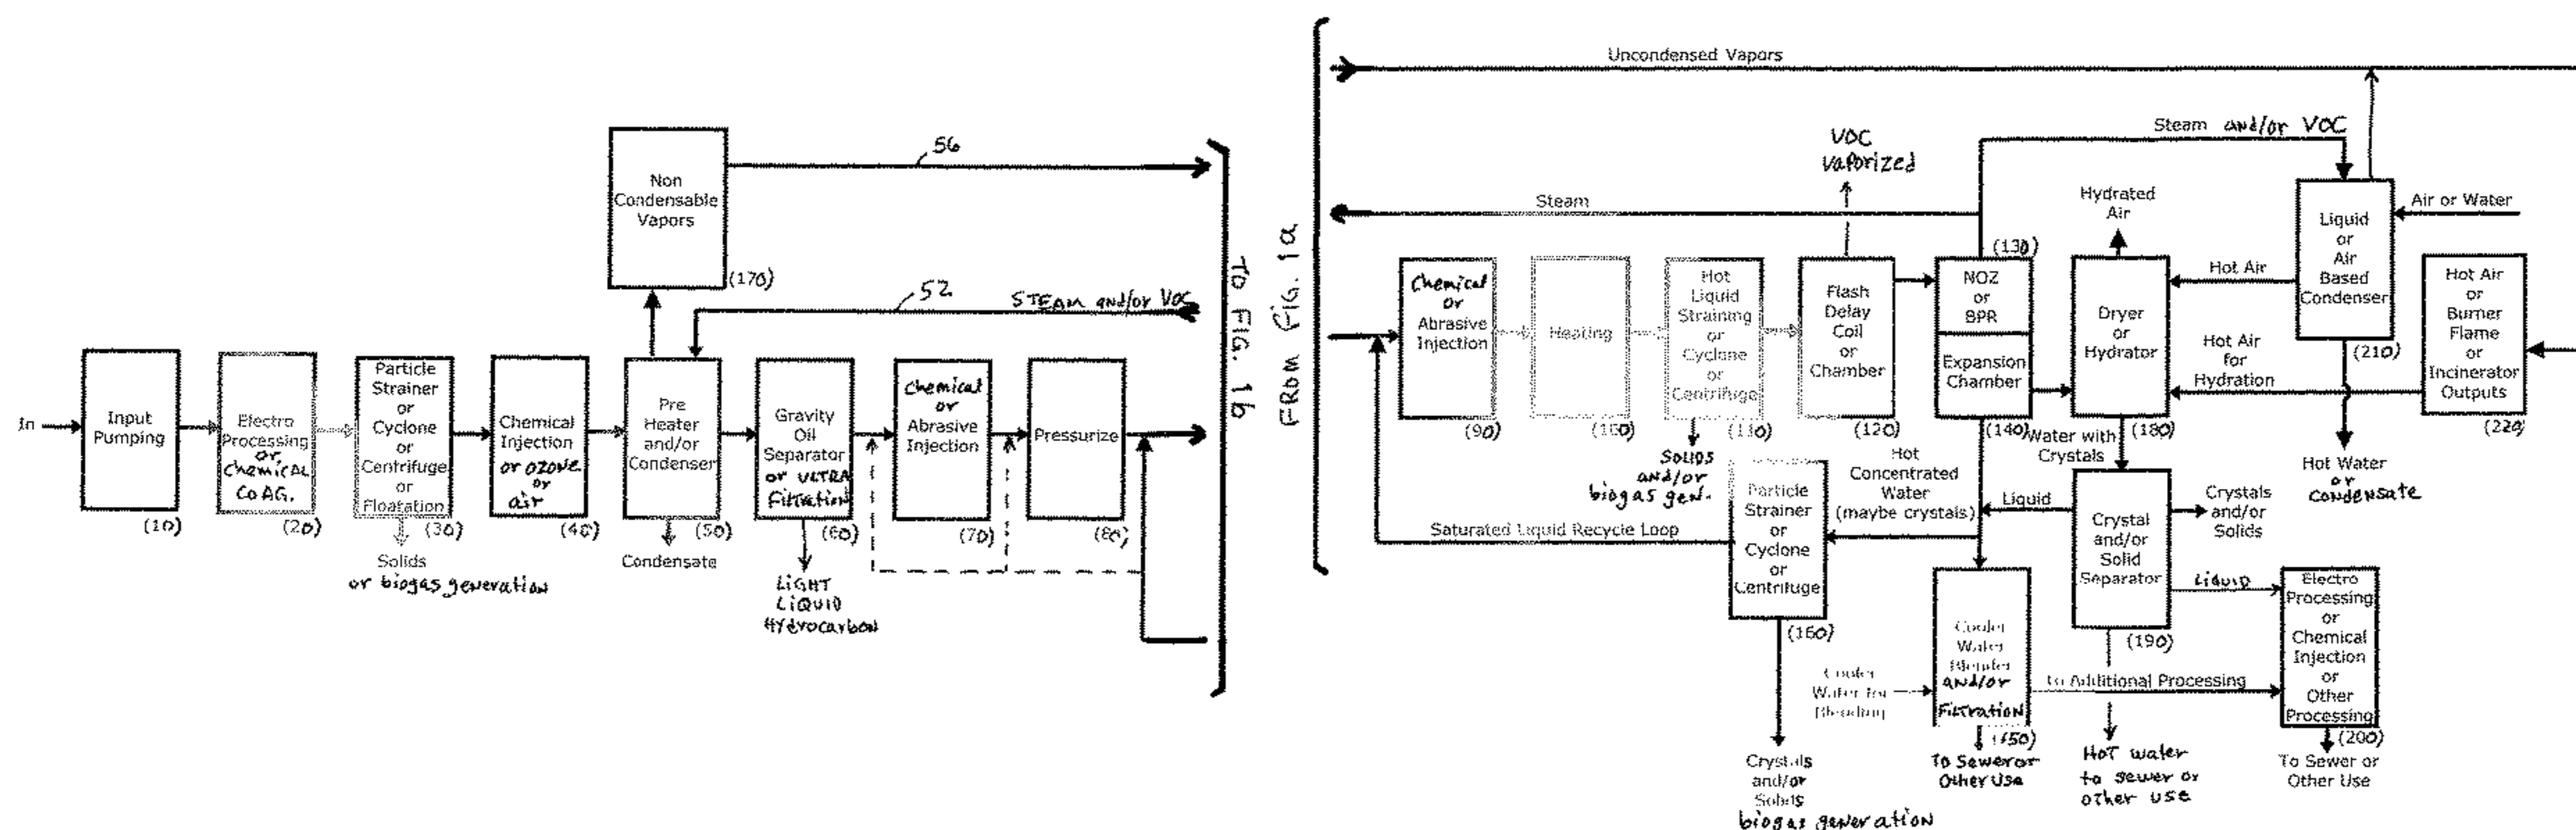 56
Non
Condensable
Vapors
(170)
52
STEAM and/or VOC
In
Input
Pumping
(10)
Electro
Processing
or
Chemical
COAG.
(20)
Particle
Strainer
or
Cyclone
or
Centrifuge
or
Floatation
(30)
Solids
or biogas generation
Chemical
Injection
or ozone
or
air
(40)
Pre
Heater
and/or
Condenser
(50)
Condensate
Gravity
Oil
Separator
or ULTRA
Filtration
(60)
LIGHT
LIQUID
Hydrocarbon
Chemical
or
Abrasive
Injection
(70)
Pressurize
(80)
TO FIG. 1b
FROM FIG. 1a
Uncondensed Vapors
Steam and/or VOC
VOC
vaporized
Steam
Chemical
or
Abrasive
Injection
(90)
Heating
(100)
Hot
Liquid
Straining
or
Cyclone
or
Centrifuge
(110)
Solids
and/or
biogas gen.
Flash
Delay
Coil
or
Chamber
(120)
(130)
NOZ
or
BPR
Expansion
Chamber
(140)
Hydrated
Air
Dryer
or
Hydrator
(180)
Hot Air
Hot Air
for
Hydration
Liquid
or
Air
Based
Condenser
(210)
Air or Water
Hot Air
or
Burner
Flame
or
Incinerator
Outputs
(220)
Hot Water
or
condensate
Water with
Crystals
Hot
Concentrated
Water
(maybe crystals)
Liquid
Crystal
and/or
Solid
Separator
(190)
Crystals
and/or
Solids
Liquid
Saturated Liquid Recycle Loop
Particle
Strainer
or
Cyclone
or
Centrifuge
(160)
Crystals
and/or
Solids
biogas generation
Cooler
Water for
Blending
Cooler
Water
Blender
and/or
Filtration
(150)
To Sewer or
Other Use
to Additional Processing
HOT water
to sewer or
other use
Electro
Processing
or
Chemical
Injection
or
Other
Processing
(200)
To Sewer or
Other Use